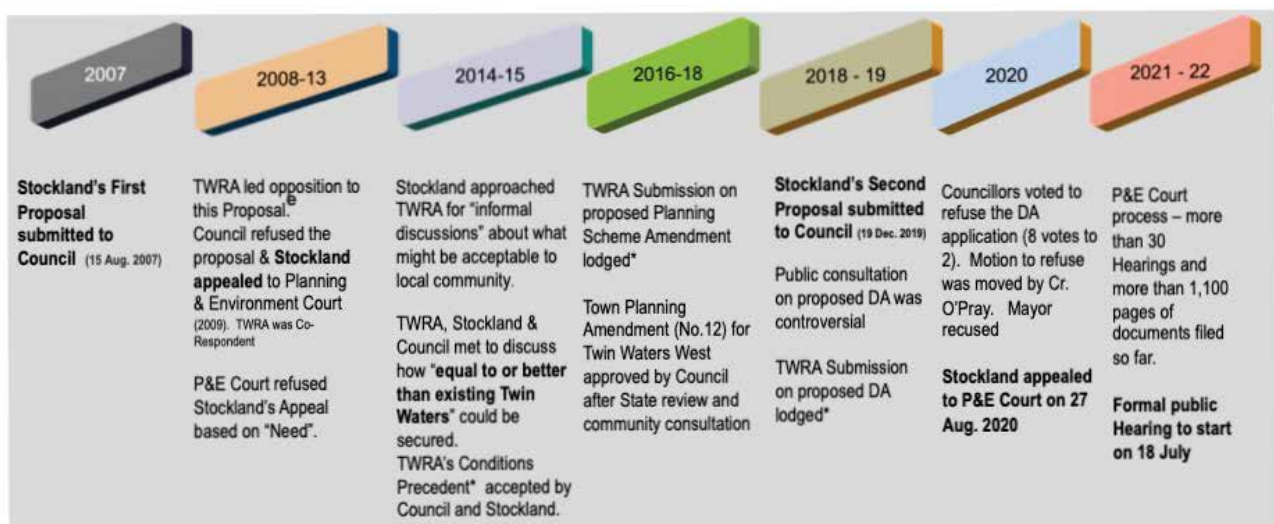 2007
2008-13
2014-15
2016-18
2018 - 19
2020
2021 - 22
Stockland's First
Proposal
submitted to
Council (15 Aug. 2007)
TWRA led opposition to
this Proposal.e
Council refused the
proposal & Stockland
appealed to Planning
& Environment Court
(2009). TWRA was Co-
Respondent
P&E Court refused
Stockland's Appeal
based on "Need".
Stockland approached
TWRA for "informal
discussions" about what
might be acceptable to
local community.
TWRA, Stockland &
Council met to discuss
how "equal to or better
than existing Twin
Waters" could be
secured.
TWRA's Conditions
Precedent* accepted by
Council and Stockland.
TWRA Submission on
proposed Planning
Scheme Amendment
lodged*
Town Planning
Amendment (No.12) for
Twin Waters West
approved by Council
after State review and
community consultation
Stockland's Second
Proposal submitted
to Council (19 Dec. 2019)
Public consultation
on proposed DA was
controversial
TWRA Submission
on proposed DA
lodged*
Councillors voted to
refuse the DA
application (8 votes to
2). Motion to refuse
was moved by Cr.
O'Pray. Mayor
recused
Stockland appealed
to P&E Court on 27
Aug. 2020
P&E Court
process – more
than 30
Hearings and
more than 1,100
pages of
documents filed
so far.
Formal public
Hearing to start
on 18 July